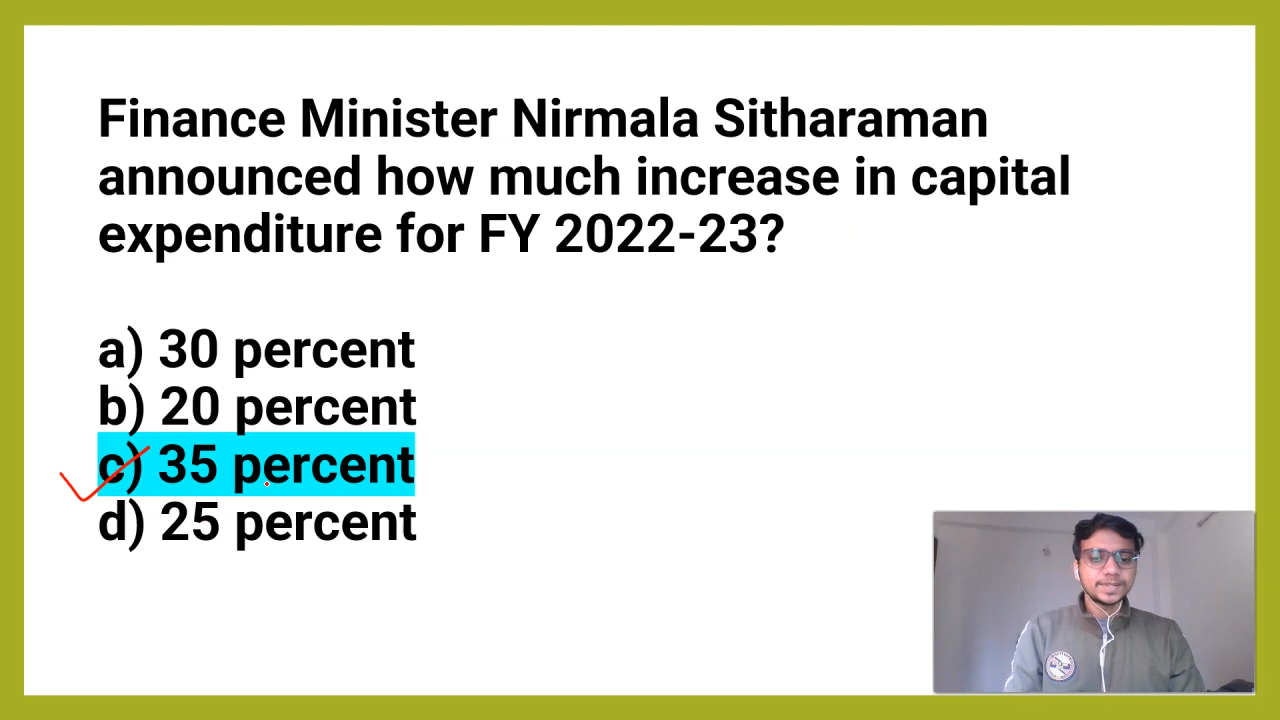 Finance Minister Nirmala Sitharaman
announced how much increase in capital
expenditure for FY 2022-23?
a) 30 percent
b) 20 percent
c) 35 percent
d) 25 percent